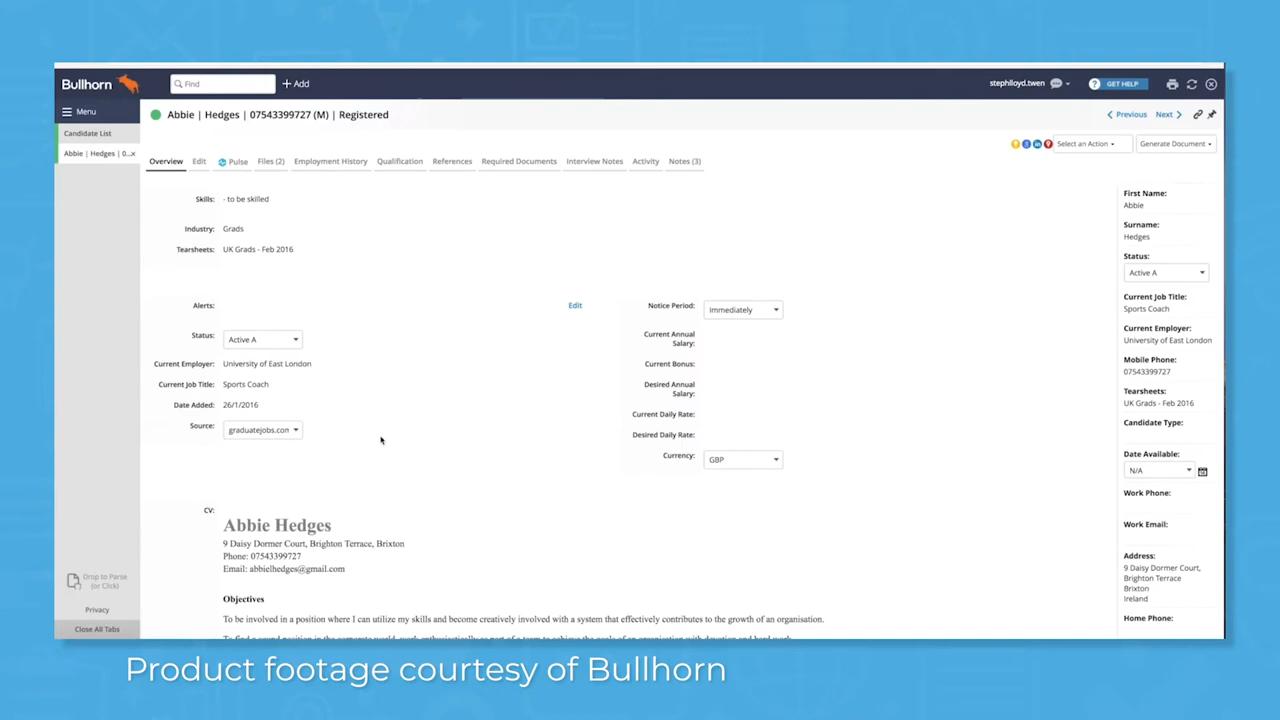 Bullhorn
Find
+ Add
stephlloyd.twen
? GET HELP
Menu
Abbie | Hedges | 07543399727 (M) | Registered
Previous
Next
Candidate List
Abbie | Hedges | 0...x
Select an Action
Generate Document
Overview
Edit
Pulse
Files (2)
Employment History
Qualification
References
Required Documents
Interview Notes
Activity
Notes (3)
Skills: - to be skilled
Industry: Grads
Tearsheets: UK Grads - Feb 2016
Alerts:
Edit
Status: Active A
Current Employer: University of East London
Current Job Title: Sports Coach
Date Added: 26/1/2016
Source: graduatejobs.con
Notice Period: Immediately
Current Annual
Salary:
Current Bonus:
Desired Annual
Salary:
Current Daily Rate:
Desired Daily Rate:
Currency: GBP
CV:
Abbie Hedges
9 Daisy Dormer Court, Brighton Terrace, Brixton
Phone: 07543399727
Email: abbielhedges@gmail.com
Objectives
To be involved in a position where I can utilize my skills and become creatively involved with a system that effectively contributes to the growth of an organisation.
First Name:
Abbie
Surname:
Hedges
Status:
Active A
Current Job Title:
Sports Coach
Current Employer:
University of East London
Mobile Phone:
07543399727
Tearsheets:
UK Grads - Feb 2016
Candidate Type:
Date Available:
N/A
Work Phone:
Work Email:
Address:
9 Daisy Dormer Court,
Brighton Terrace
Brixton
Ireland
Home Phone:
Drop to Parse
(or Click)
Privacy
Close All Tabs
Product footage courtesy of Bullhorn